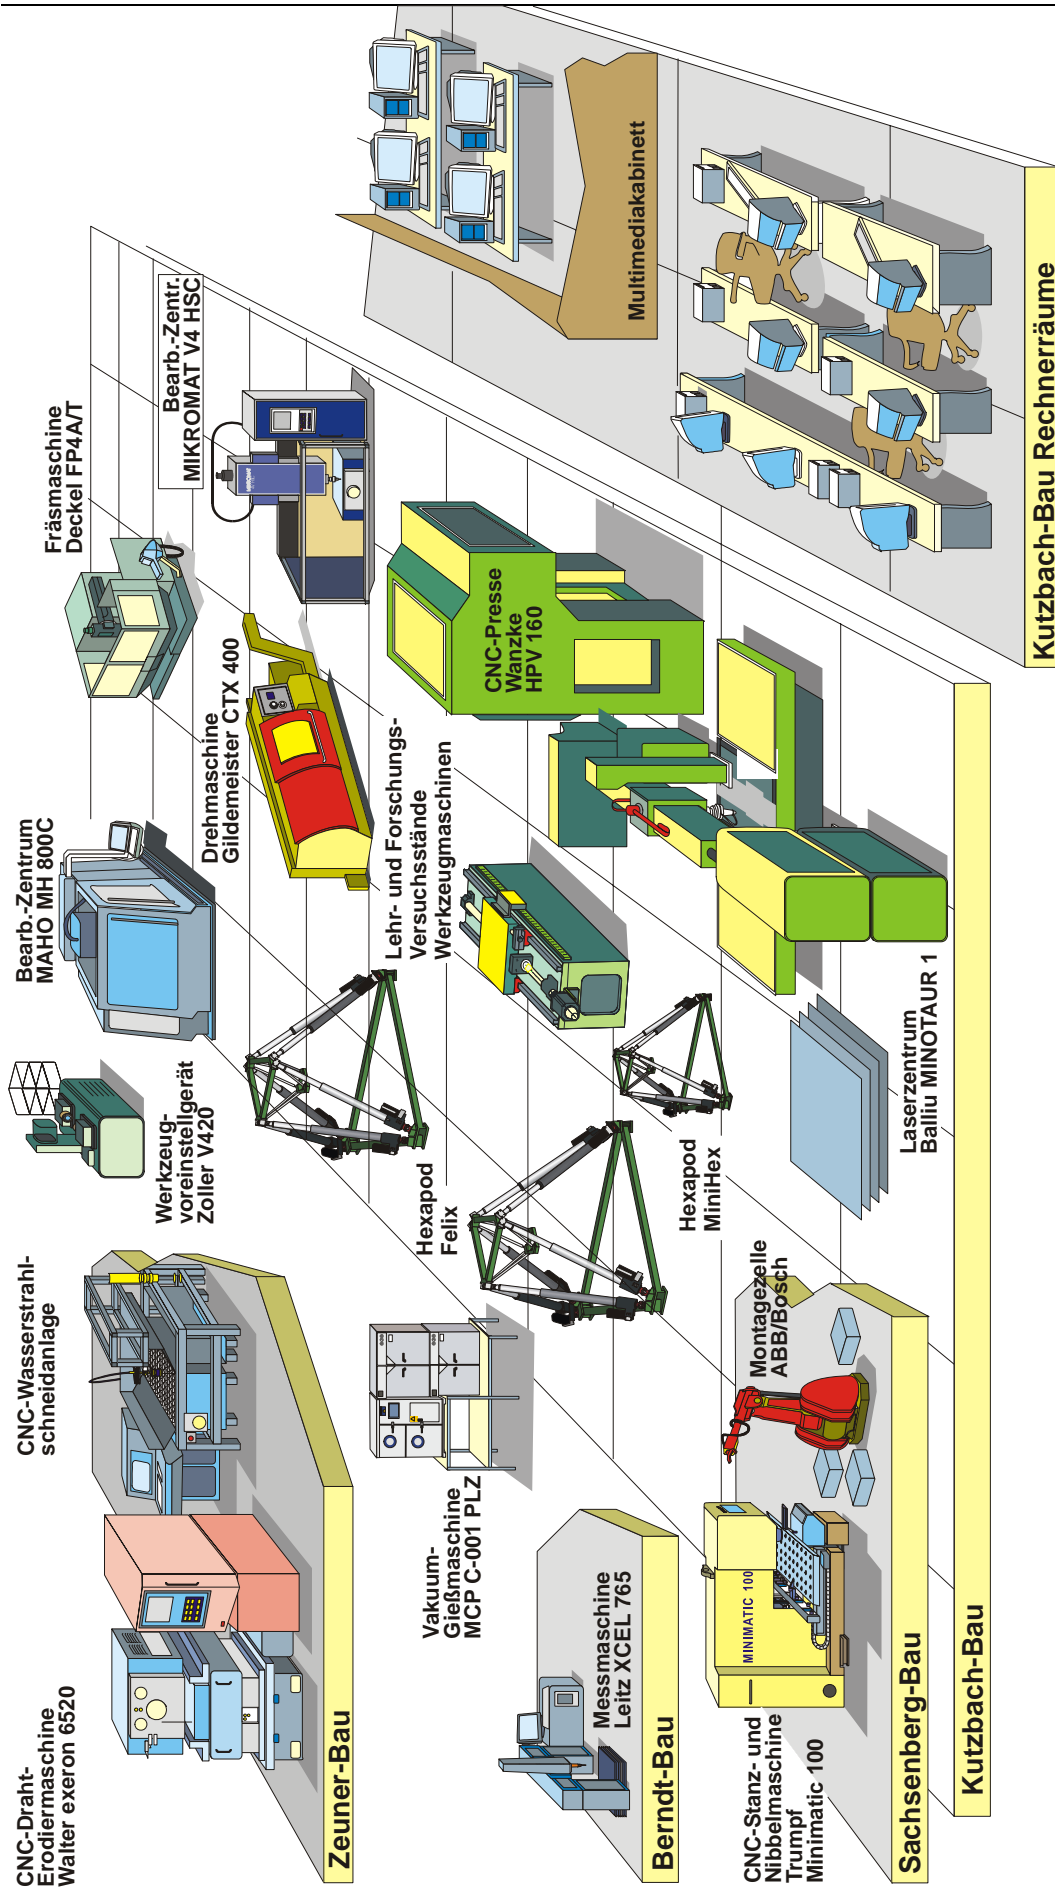 CNC-Draht-
Erodiermaschine
Walter exeron 6520
CNC-Wasserstrahl-
schneidanlage
Zeuner-Bau
Werkzeug-
voreinstellgerät
Zoller V420
Bearb.-Zentrum
MAHO MH 800C
Fräsmaschine
Deckel FP4A/T
Bearb.-Zentr.
MIKROMAT V4 HSC
Drehmaschine
Gildemeister CTX 400
Lehr- und Forschungs-
Versuchsstände
Werkzeugmaschinen
Hexapod
Felix
Vakuum-
Gießmaschine
MCP C-001 PLZ
CNC-Presse
Wanzke
HPV 160
Multimediakabinett
Messmaschine
Leitz XCEL 765
Berndt-Bau
Hexapod
MiniHex
Montagezelle
ABB/Bosch
MINIMATIC 100
CNC-Stanz- und
Nibbelmaschine
Trumpf
Minimatic 100
Laserzentrum
Balliu MINOTAUR 1
Sachsenberg-Bau
Kutzbach-Bau
Kutzbach-Bau Rechnerräume